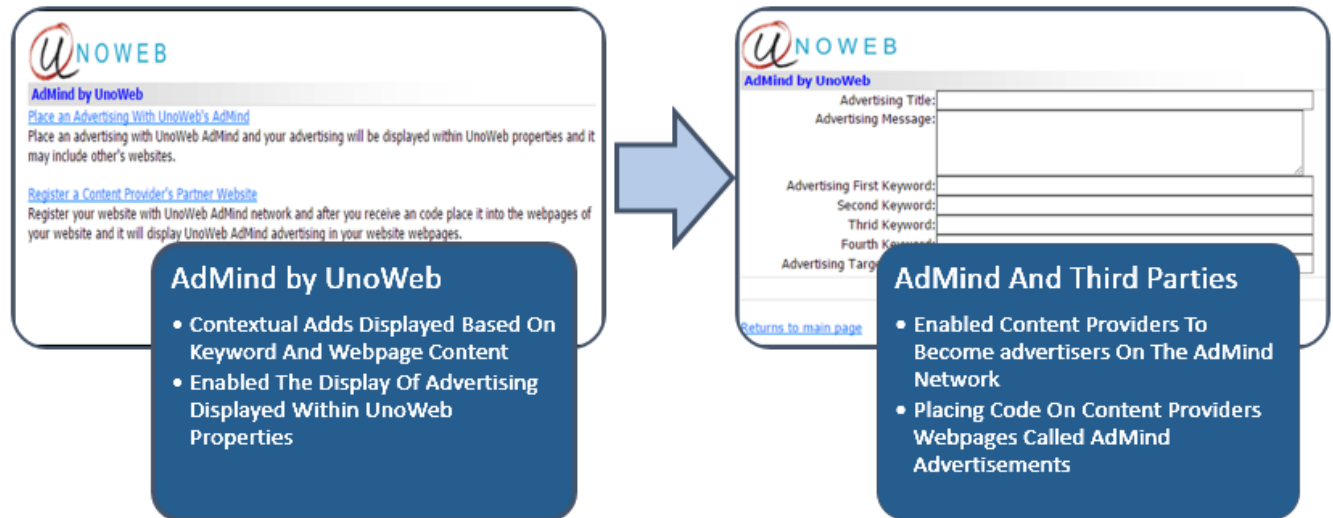 UNOWEB
AdMind by UnoWeb
Place an Advertising With UnoWeb's AdMind
Place an advertising with UnoWeb AdMind and your advertising will be displayed within UnoWeb properties and it
may include other's websites.
Register a Content Provider's Partner Website
Register your website with UnoWeb AdMind network and after you receive an code place it into the webpages of
your website and it will display UnoWeb AdMind advertising in your website webpages.
AdMind by UnoWeb
• Contextual Adds Displayed Based On
Keyword And Webpage Content
• Enabled The Display Of Advertising
Displayed Within UnoWeb
Properties
UNOWEB
AdMind by UnoWeb
Advertising Title:
Advertising Message:
Advertising First Keyword:
Second Keyword:
Thrid Keyword:
Fourth
Advertising
Returns to main page
AdMind And Third Parties
• Enabled Content Providers To
Become advertisers On The AdMind
Network
• Placing Code On Content Providers
Webpages Called AdMind
Advertisements